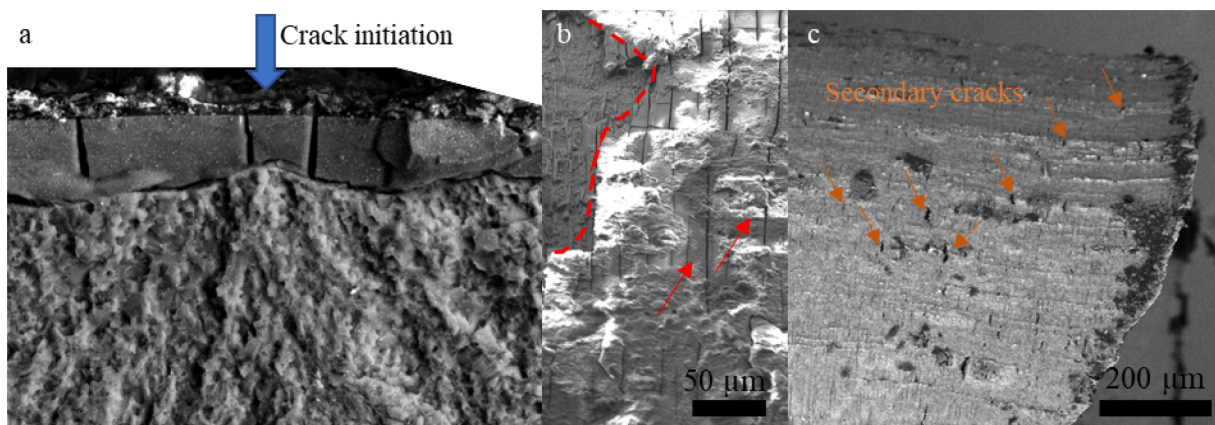 a
Crack initiation
b
50 µm
c
Secondary cracks
200 µm